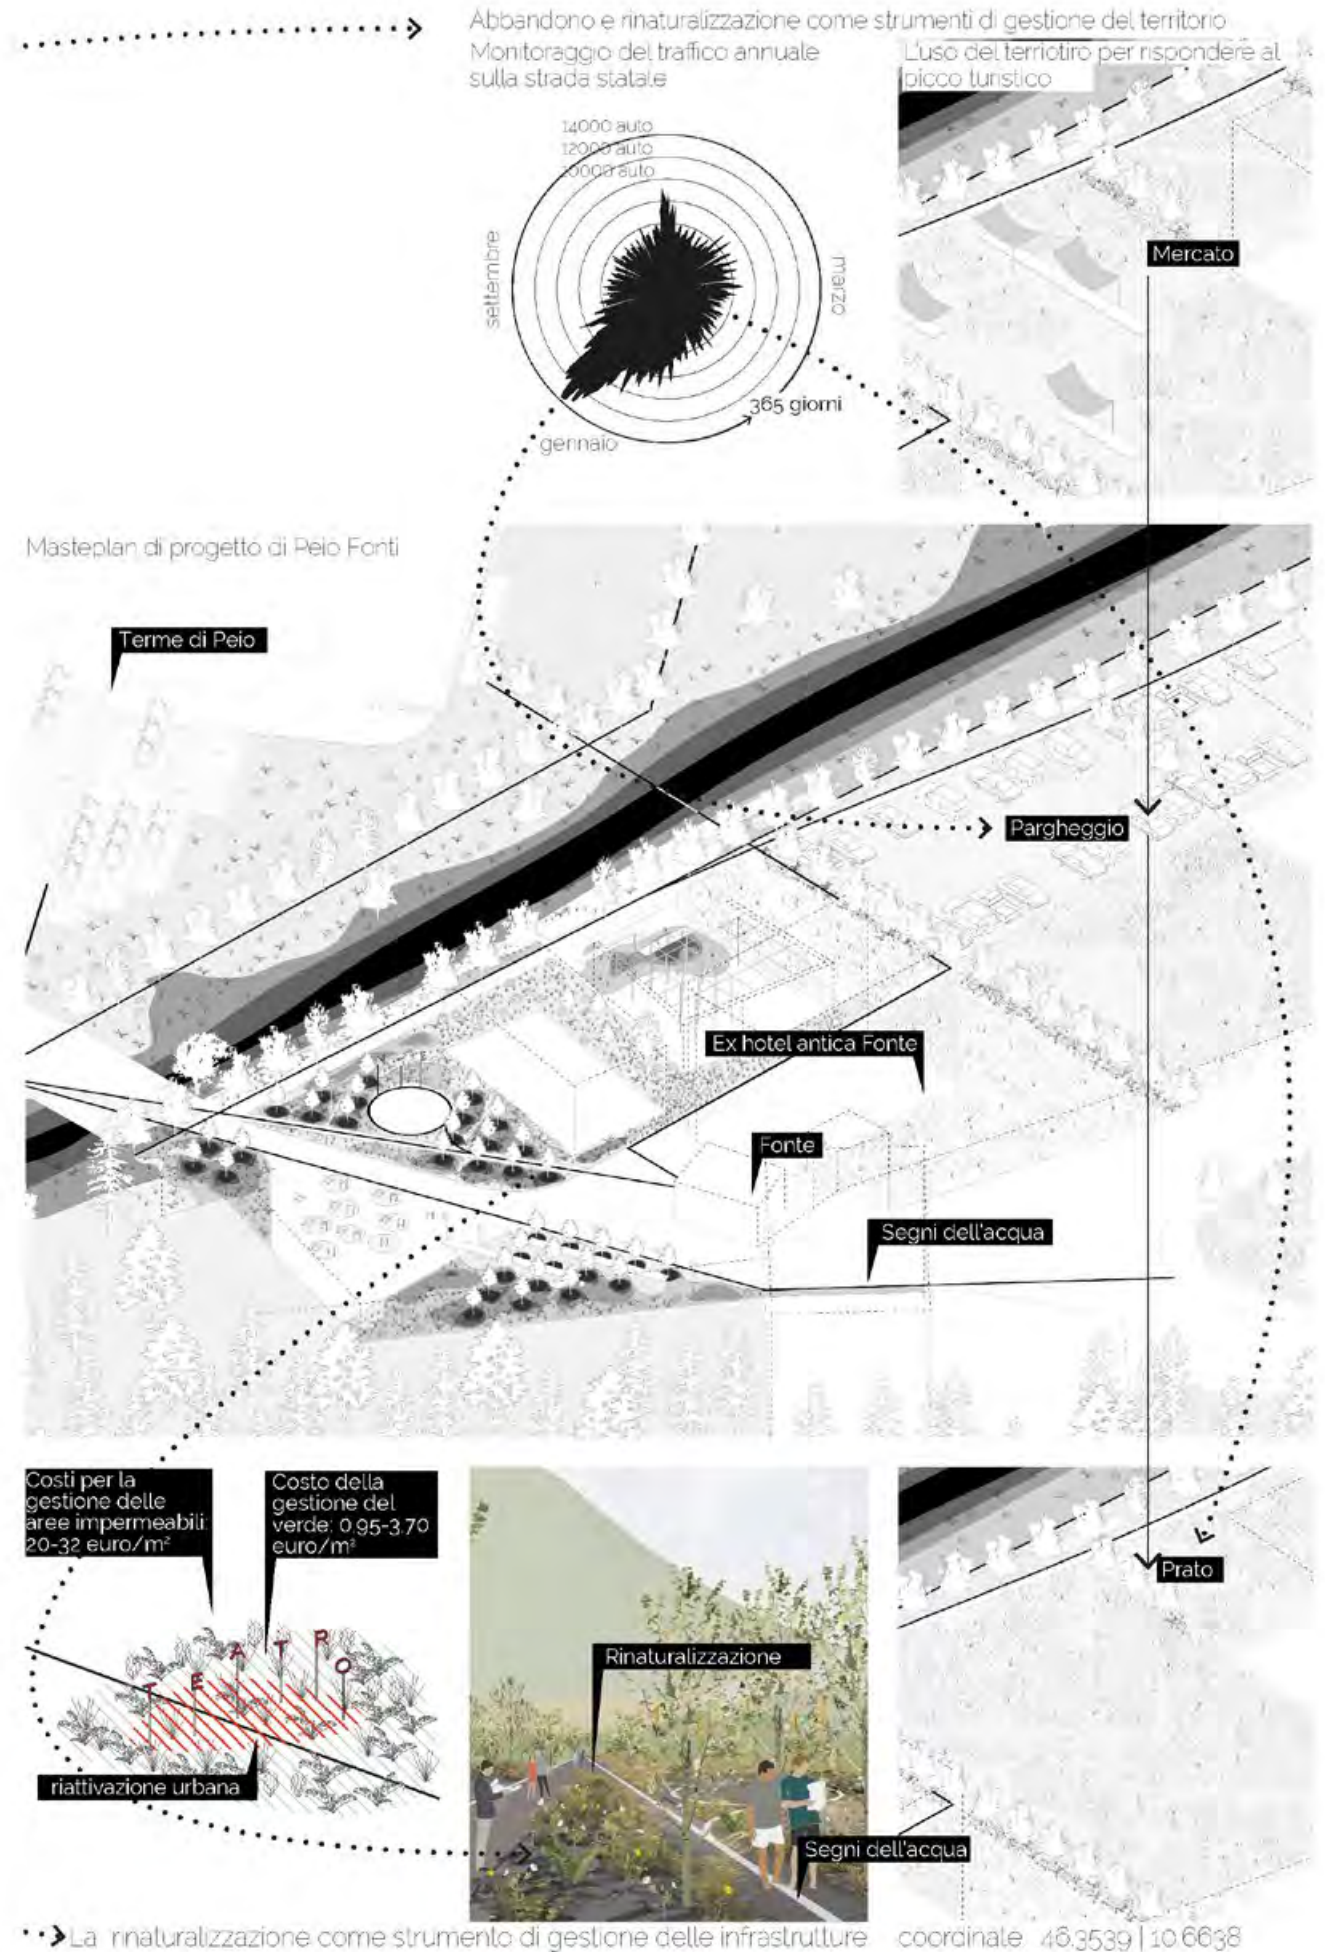 Abbandono e rinaturalizzazione come strumenti di gestione del territorio
Monitoraggio del traffico annuale
sulla strada statale
L'uso del terriotiro per rispondere al
picco turistico
14000 auto
12000 auto
10000 auto
settembre
marzo
365 giorni
gennaio
Mercato
Masteplan di progetto di Peio Fonti
Terme di Peio
Pargheggio
Ex hotel antica Fonte
Fonte
Segni dell'acqua
Costi per la
gestione delle
aree impermeabili:
20-32 euro/m²
Costo della
gestione del
verde: 0.95-3.70
euro/m²
TEATRO
riattivazione urbana
Rinaturalizzazione
Segni dell'acqua
Prato
La rinaturalizzazione come strumento di gestione delle infrastrutture
coordinate 46.3539 | 10.6638